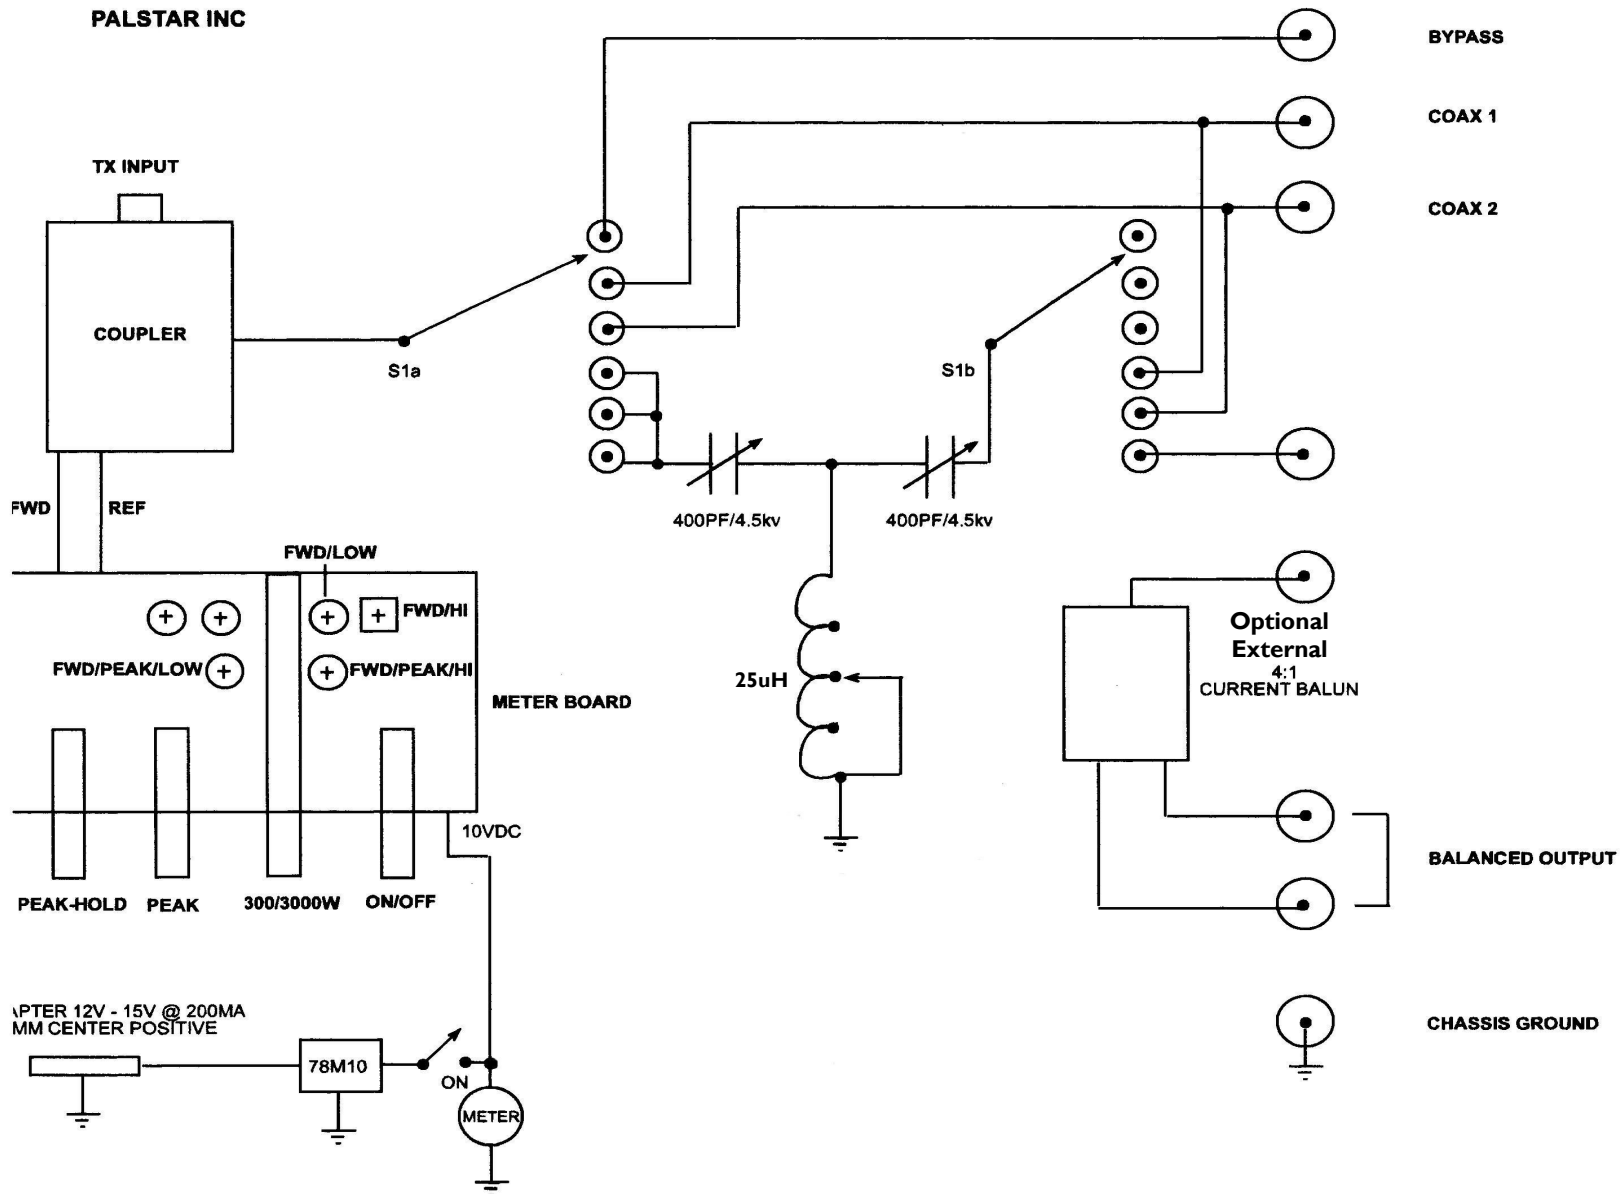 PALSTAR INC
BYPASS
COAX 1
TX INPUT
COAX 2
COUPLER
S1a
S1b
FWD
REF
400PF/4.5kv
400PF/4.5kv
FWD/LOW
FWD/HI
FWD/PEAK/LOW
FWD/PEAK/HI
METER BOARD
25uH
Optional
External
4:1
CURRENT BALUN
10VDC
BALANCED OUTPUT
PEAK-HOLD
PEAK
300/3000W
ON/OFF
APTER 12V - 15V @ 200MA
MM CENTER POSITIVE
CHASSIS GROUND
78M10
ON
METER